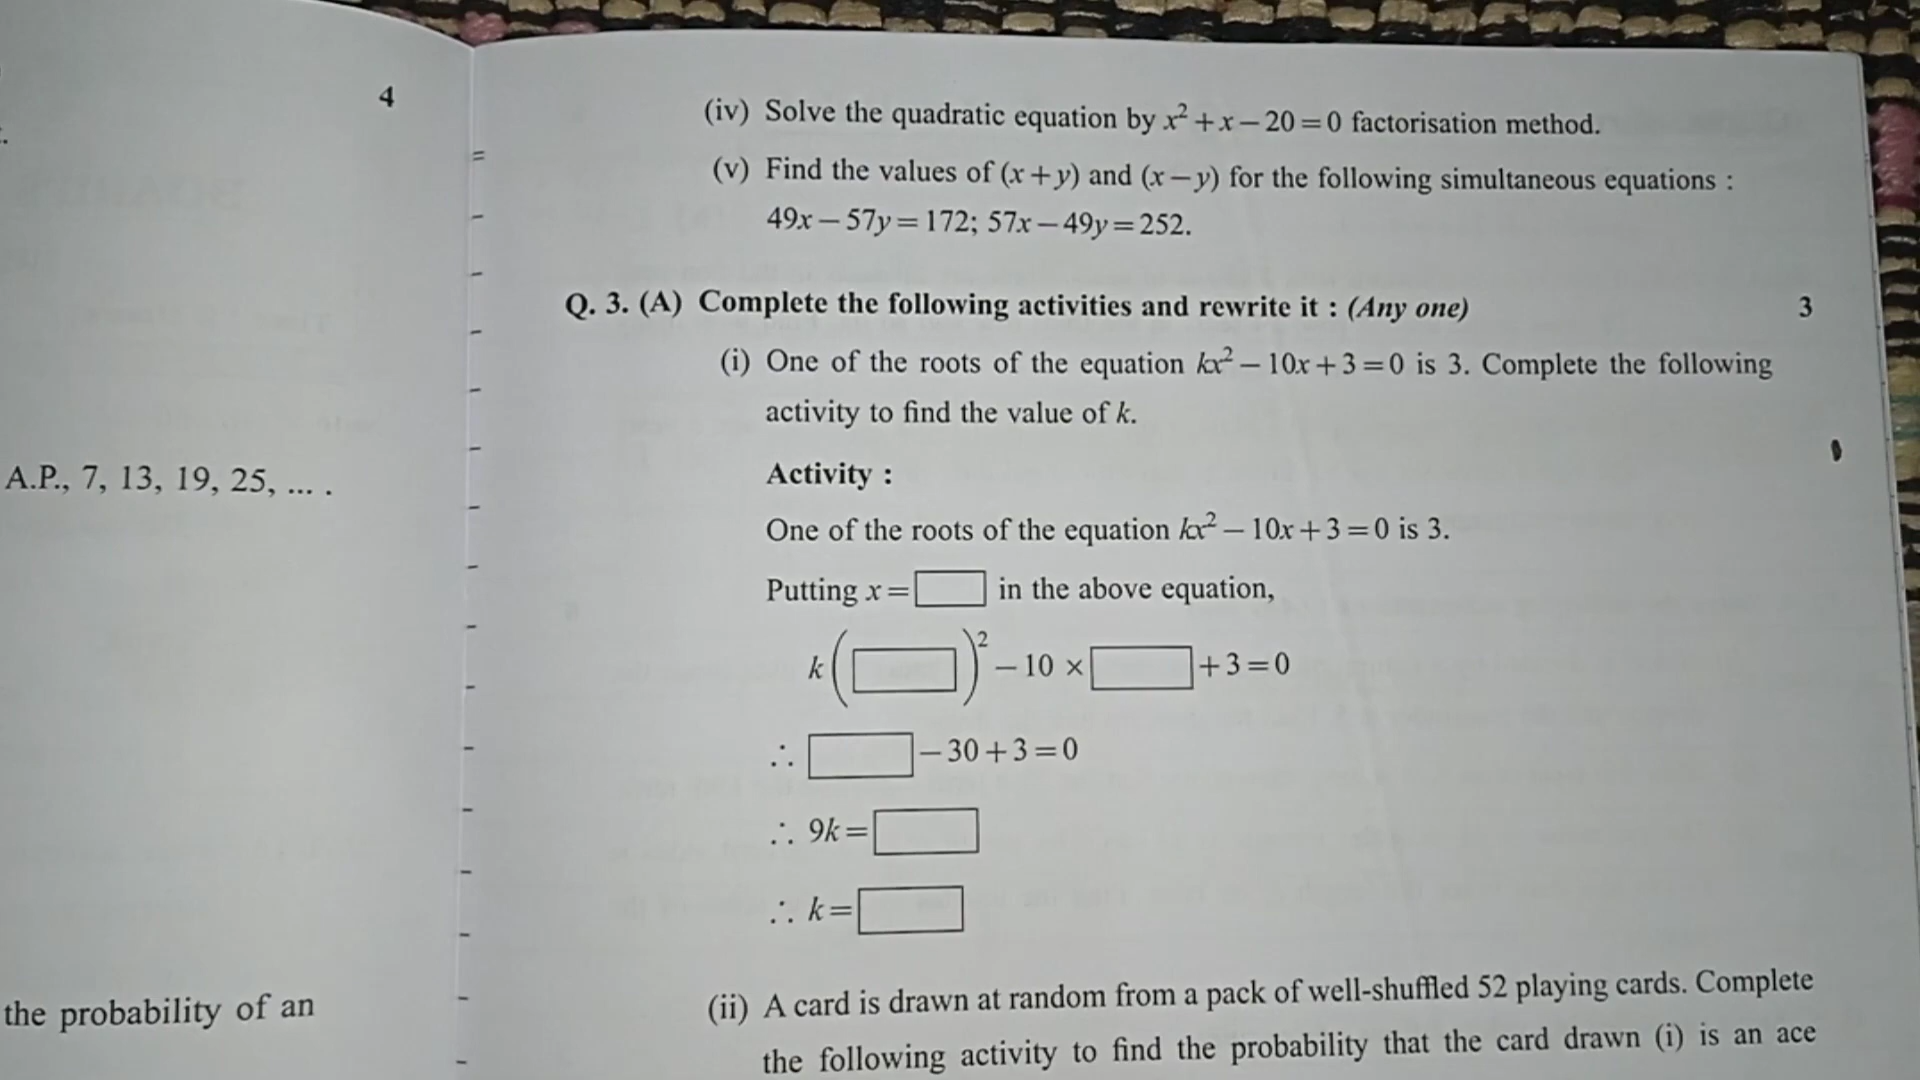 4
A.P., 7, 13, 19, 25, ... .
the probability of an
(iv) Solve the quadratic equation by x² + x – 20 = 0 factorisation method.
(v) Find the values of (x + y) and (x – y) for the following simultaneous equations :
49x – 57y = 172; 57x – 49y = 252.
Q. 3. (A) Complete the following activities and rewrite it : (Any one) 3
(i) One of the roots of the equation kx² – 10x + 3 = 0 is 3. Complete the following
activity to find the value of k.
Activity :
One of the roots of the equation kx² – 10x + 3 = 0 is 3.
Putting x = □ in the above equation,
k(□)² – 10 × □ + 3 = 0
∴ □ – 30 + 3 = 0
∴ 9k = □
∴ k = □
(ii) A card is drawn at random from a pack of well-shuffled 52 playing cards. Complete
the following activity to find the probability that the card drawn (i) is an ace